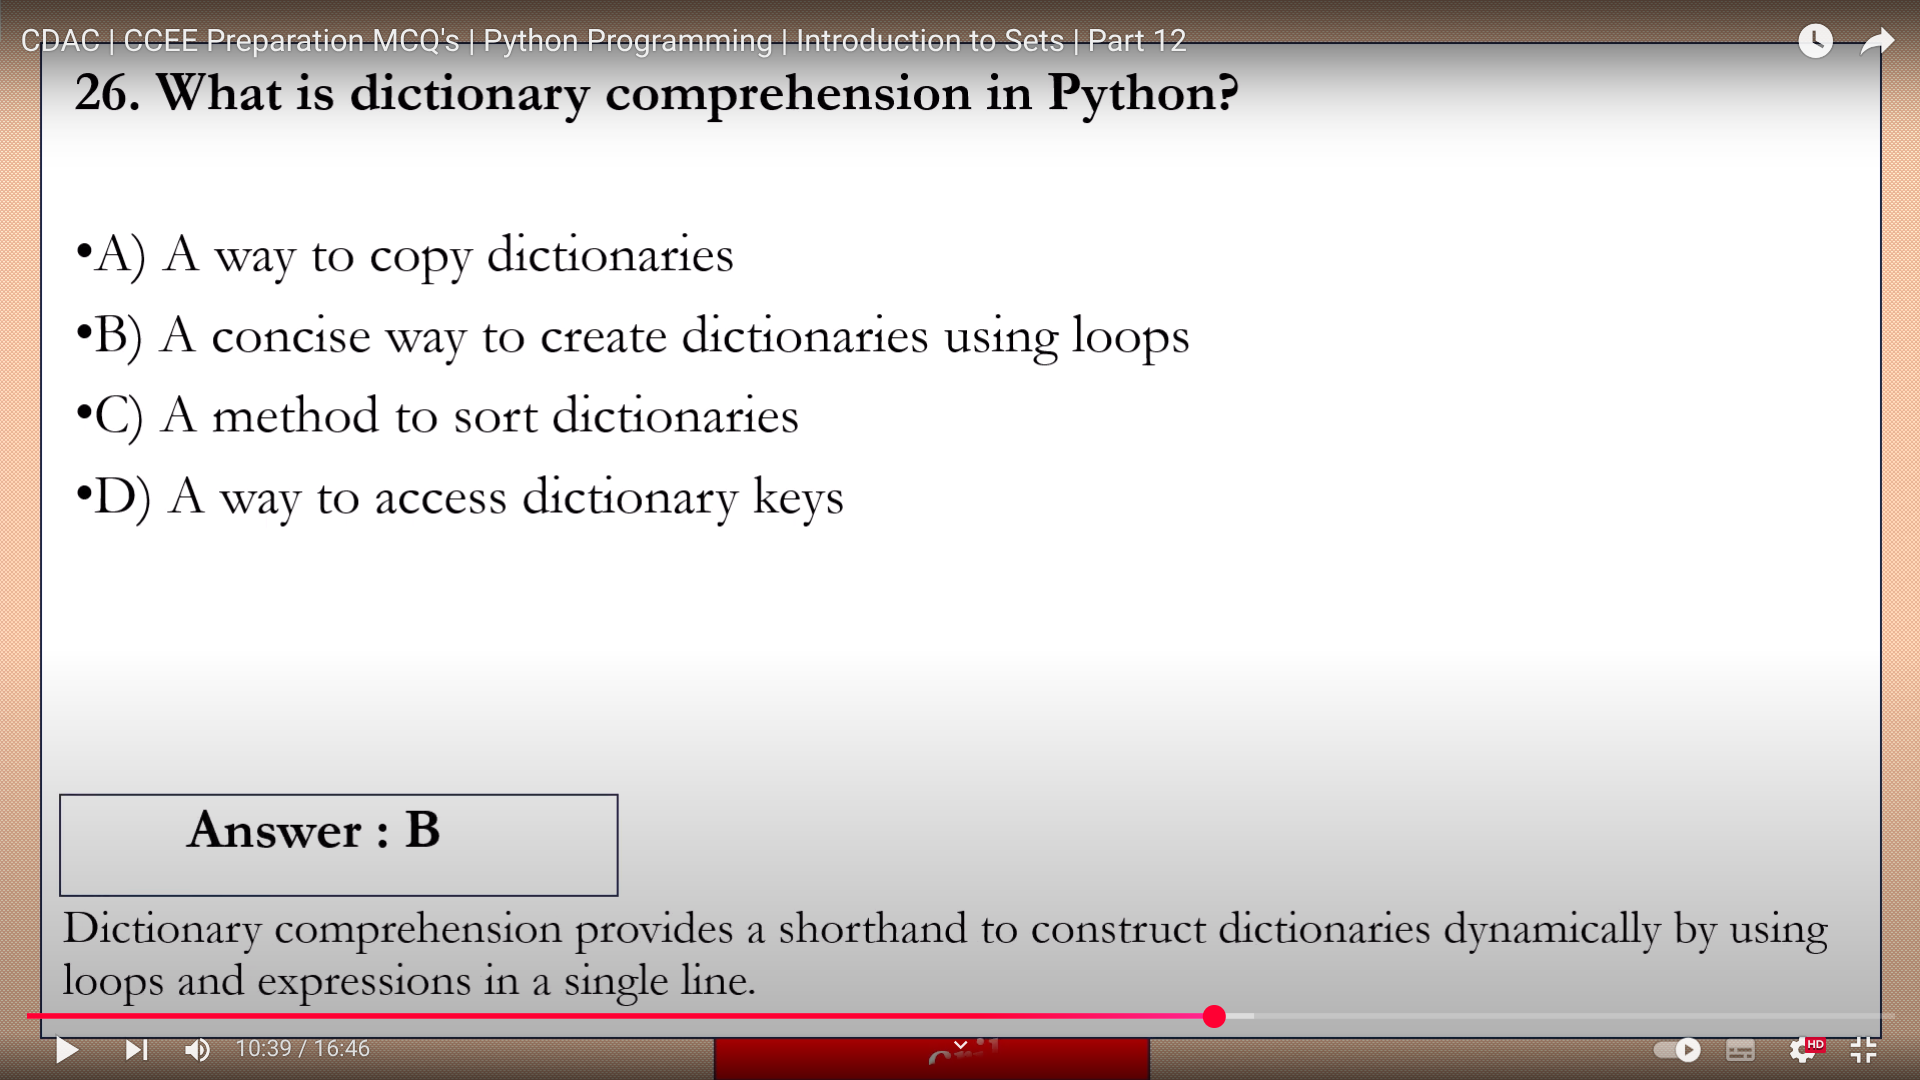 CDAC | CCEE Preparation MCQ's | Python Programming | Introduction to Sets | Part 12
26. What is dictionary comprehension in Python?
•A) A way to copy dictionaries
•B) A concise way to create dictionaries using loops
•C) A method to sort dictionaries
•D) A way to access dictionary keys
Answer : B
Dictionary comprehension provides a shorthand to construct dictionaries dynamically by using
loops and expressions in a single line.
10:39 / 16:46
HD